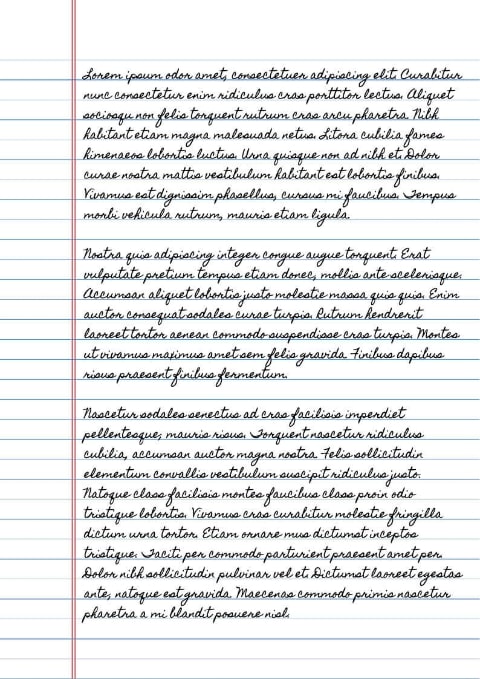 Lorem ipsum odor amet, consectetuer adipiscing elit. Curabitur
nunc consectetur enim ridiculus cras porttitor lectus. Aliquet
sociosqu non felis torquent rutrum cras arcu pharetra. Nibh
habitant etiam magna malesuada netus. Litora cubilia fames
himenaeos lobortis luctus. Urna quisque non ad nibh et. Dolor
curae nostra mattis vestibulum habitant est lobortis finibus.
Vivamus est dignissim phasellus, cursus mi faucibus. Tempus
morbi vehicula rutrum, mauris etiam ligula.
Nostra quis adipiscing integer congue augue torquent. Erat
vulputate pretium tempus etiam donec, mollis ante scelerisque.
Accumsan aliquet lobortis justo molestie massa quis quis. Enim
auctor consequat sodales curae turpis. Rutrum hendrerit
laoreet tortor aenean commodo suspendisse cras turpis. Montes
ut vivamus maximus amet sem felis gravida. Finibus dapibus
risus praesent finibus fermentum.
Nascetur sodales senectus ad cras facilisis imperdiet
pellentesque; mauris risus. Torquent nascetur ridiculus
cubilia, accumsan auctor magna nostra. Felis sollicitudin
elementum convallis vestibulum suscipit ridiculus justo.
Natoque class facilisis montes faucibus class proin odio
tristique lobortis. Vivamus cras curabitur molestie fringilla
dictum urna tortor. Etiam ornare mus dictumst inceptos
tristique. Taciti per commodo parturient praesent amet per.
Dolor nibh sollicitudin pulvinar vel et. Dictumst laoreet egestas
ante; natoque est gravida. Maecenas commodo primis nascetur
pharetra a mi blandit posuere nisl.